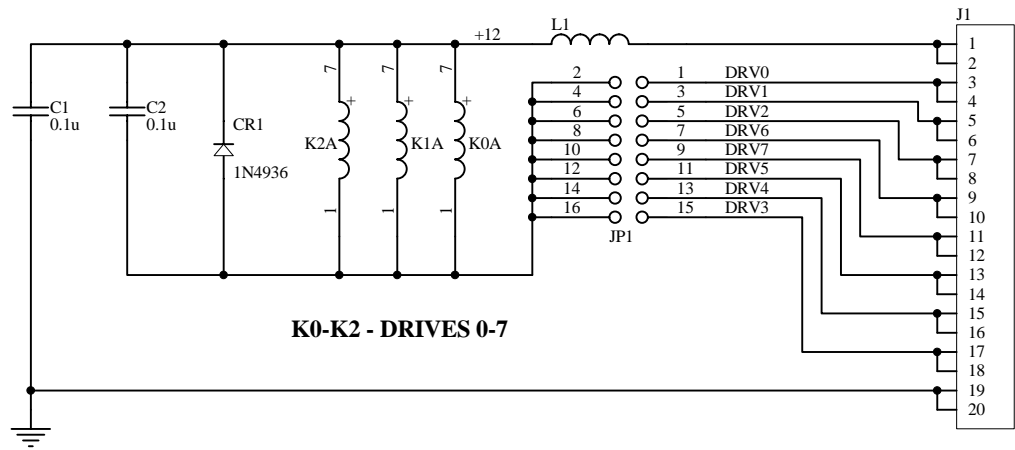 J1
L1
+12
1
2
2 1 DRV0 3
4 3 DRV1 4
6 5 DRV2 5
8 7 DRV6 6
10 9 DRV7 7
12 11 DRV5 8
14 13 DRV4 9
16 15 DRV3 10
JP1
11
12
13
14
15
16
17
18
19
20
7 7 7
+ + +
C1
0.1u
C2
0.1u
CR1
1N4936
K2A K1A K0A
1 1 1
K0-K2 - DRIVES 0-7